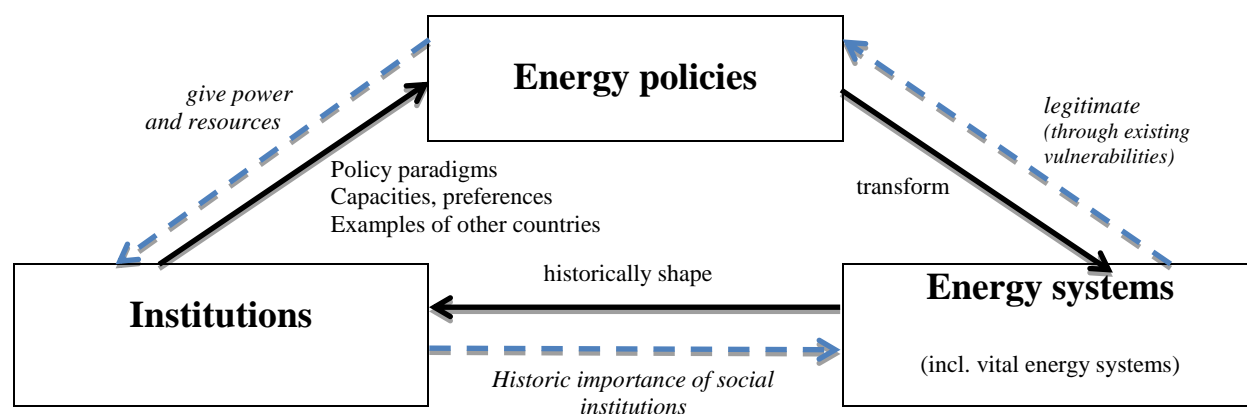 Energy policies
give power
and resources
legitimate
(through existing
vulnerabilities)
Policy paradigms
Capacities, preferences
Examples of other countries
transform
historically shape
Institutions
Energy systems
(incl. vital energy systems)
Historic importance of social
institutions